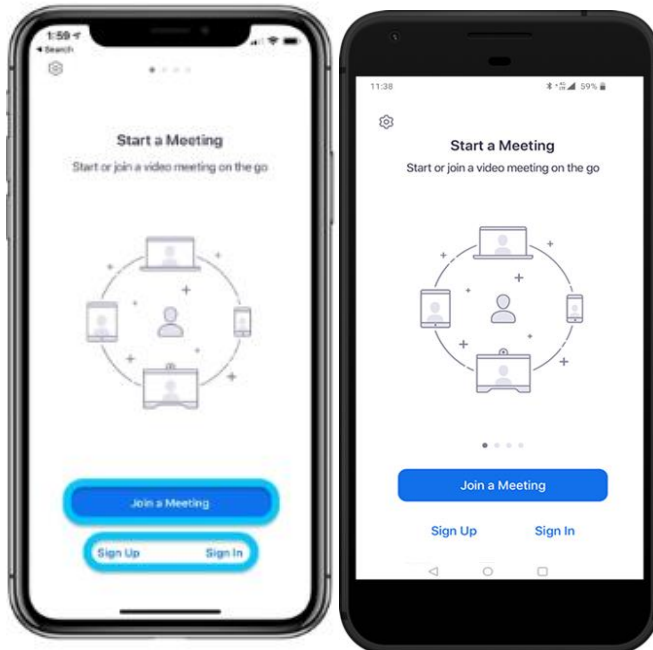 1:59
Search
Start a Meeting
Start or join a video meeting on the go
Join a Meeting
Sign Up Sign In
11:38 59%
Start a Meeting
Start or join a video meeting on the go
Join a Meeting
Sign Up Sign In